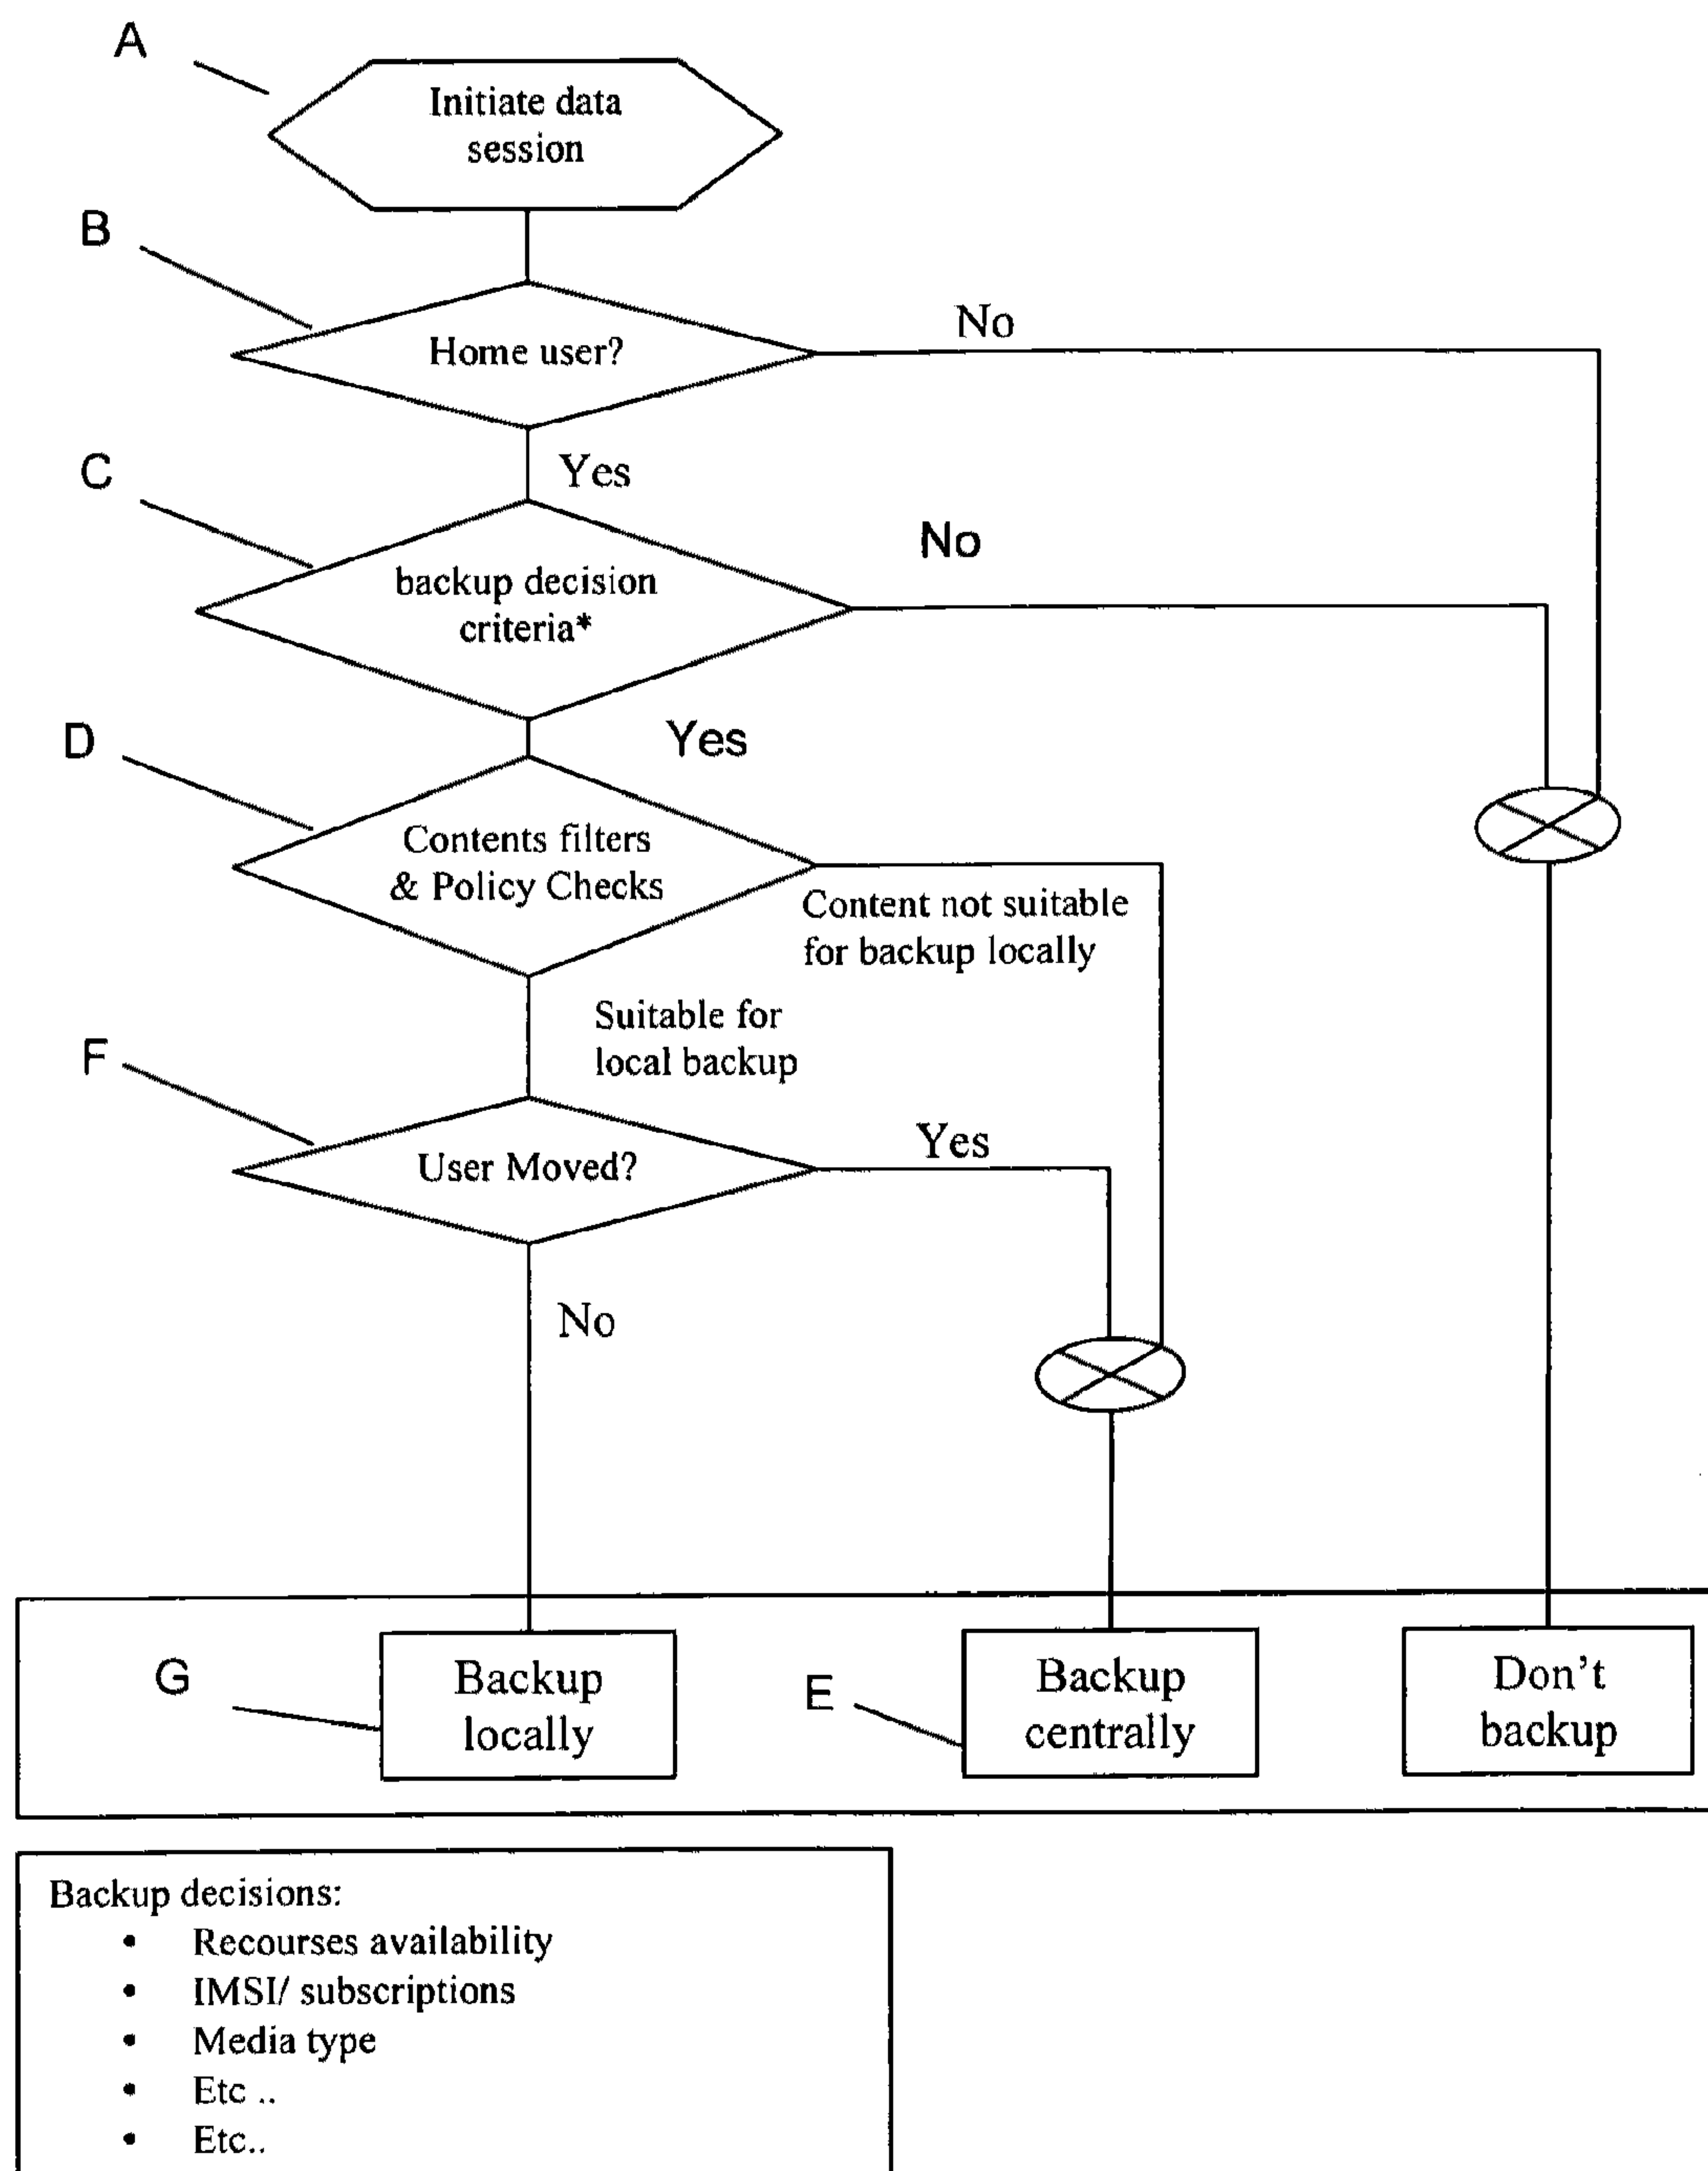 A
Initiate data
session
B
Home user?
No
Yes
C
backup decision
criteria*
No
Yes
D
Contents filters
& Policy Checks
Content not suitable
for backup locally
Suitable for
local backup
F
User Moved?
Yes
No
G
Backup
locally
E
Backup
centrally
Don't
backup
Backup decisions:
• Recourses availability
• IMSI/ subscriptions
• Media type
• Etc ..
• Etc..